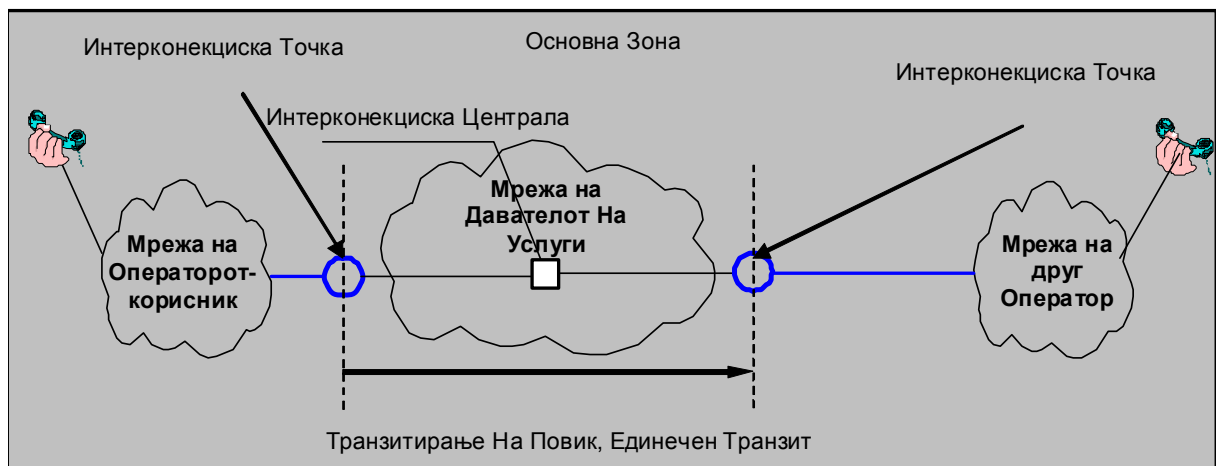 Интерконекциска Точка
Основна Зона
Интерконекциска Точка
Интерконекциска Централа
Мрежа на
Давателот На
Услуги
Мрежа на
Операторот-
корисник
Мрежа на
друг
Оператор
Транзитирање На Повик, Единечен Транзит